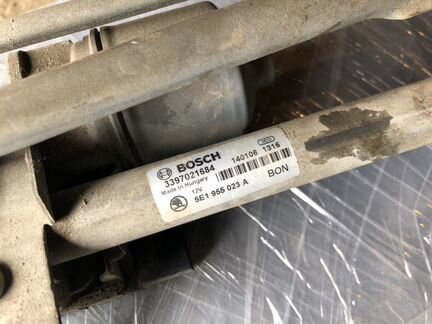 BOSCH
3397021684
Made in Hungary
140106 1316
12V
6E1 955 023 A
BON